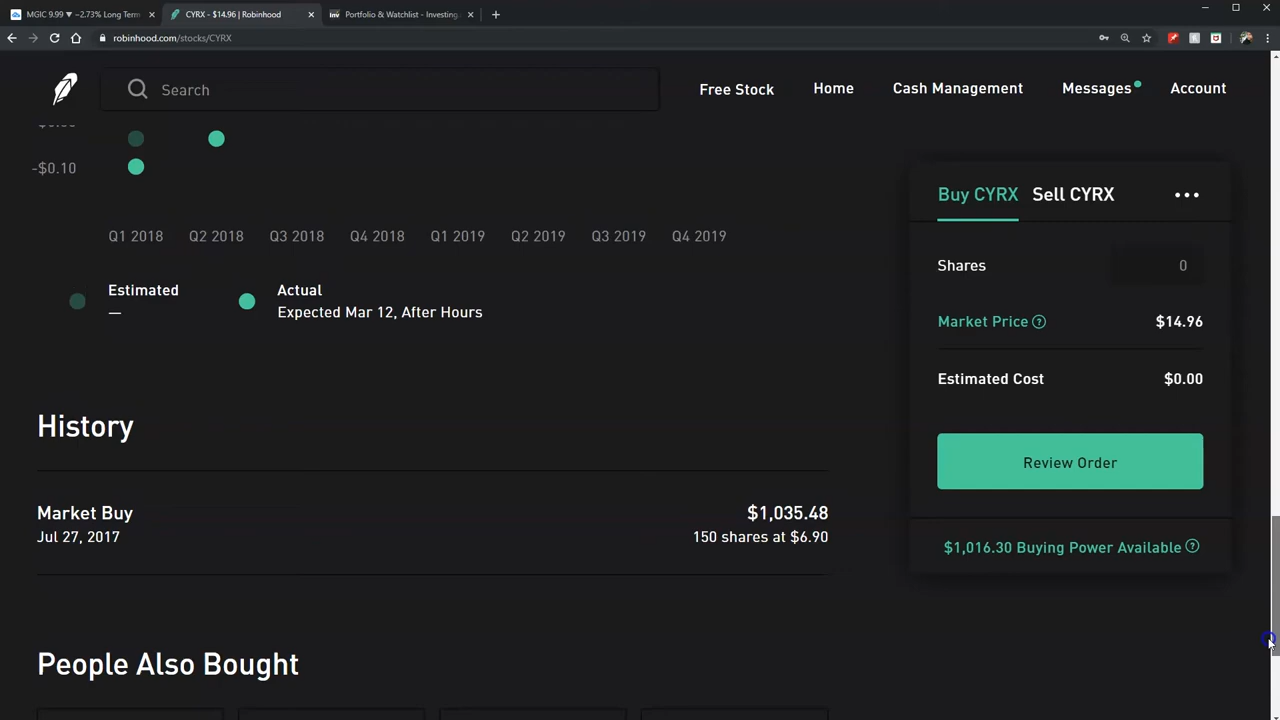 MGIC 9.99 ▼ −2.73% Long Term
CYRX - $14.96 | Robinhood
Portfolio & Watchlist - Investing.
robinhood.com/stocks/CYRX
Search
Free Stock
Home
Cash Management
Messages
Account
-$0.10
Q1 2018
Q2 2018
Q3 2018
Q4 2018
Q1 2019
Q2 2019
Q3 2019
Q4 2019
Estimated
—
Actual
Expected Mar 12, After Hours
Buy CYRX
Sell CYRX
Shares
0
Market Price
$14.96
Estimated Cost
$0.00
Review Order
$1,016.30 Buying Power Available
History
Market Buy
$1,035.48
Jul 27, 2017
150 shares at $6.90
People Also Bought